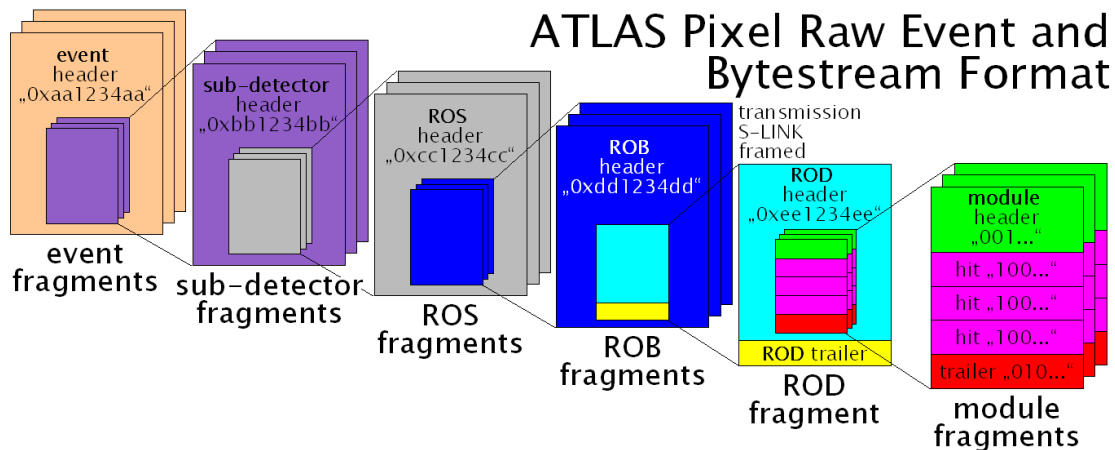 ATLAS Pixel Raw Event and
Bytestream Format
event
header
„0xaa1234aa“
event
fragments
sub-detector
header
„0xbb1234bb“
sub-detector
fragments
ROS
header
„0xcc1234cc“
ROS
fragments
ROB
header
„0xdd1234dd“
ROB
fragments
transmission
S-LINK
framed
ROD
header
„0xee1234ee“
ROD trailer
ROD
fragment
module
header
„001...“
hit „100...“
hit „100...“
hit „100...“
trailer „010...“
module
fragments